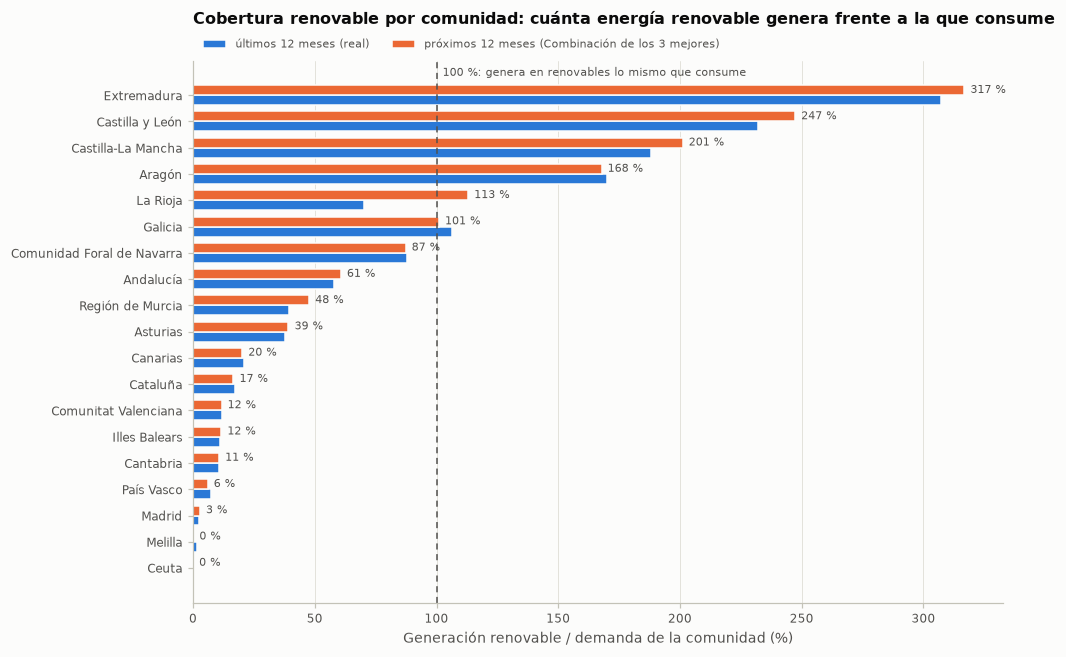 Cobertura renovable por comunidad: cuánta energía renovable genera frente a la que consume
últimos 12 meses (real)
próximos 12 meses (Combinación de los 3 mejores)
100 %: genera en renovables lo mismo que consume
Extremadura 317 %
Castilla y León 247 %
Castilla-La Mancha 201 %
Aragón 168 %
La Rioja 113 %
Galicia 101 %
Comunidad Foral de Navarra 87 %
Andalucía 61 %
Región de Murcia 48 %
Asturias 39 %
Canarias 20 %
Cataluña 17 %
Comunitat Valenciana 12 %
Illes Balears 12 %
Cantabria 11 %
País Vasco 6 %
Madrid 3 %
Melilla 0 %
Ceuta 0 %
0 50 100 150 200 250 300
Generación renovable / demanda de la comunidad (%)